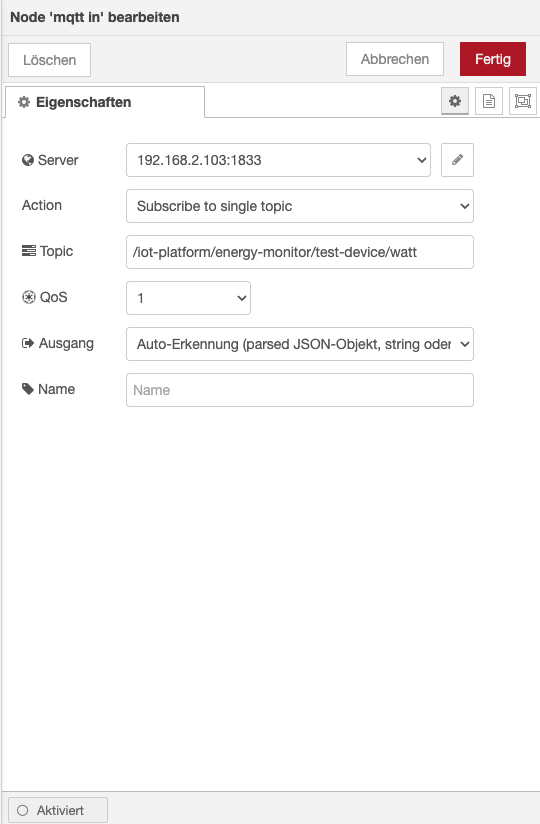 Node 'mqtt in' bearbeiten
Löschen
Abbrechen
Fertig
Eigenschaften
Server
192.168.2.103:1833
Action
Subscribe to single topic
Topic
/iot-platform/energy-monitor/test-device/watt
QoS
1
Ausgang
Auto-Erkennung (parsed JSON-Objekt, string oder
Name
Name
Aktiviert